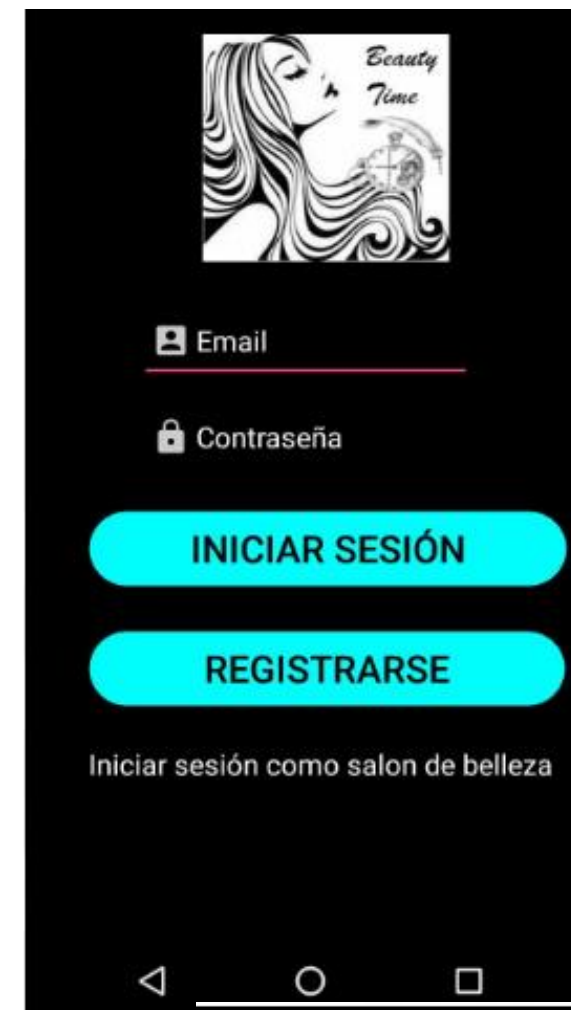 Beauty
Time
Email
Contraseña
INICIAR SESIÓN
REGISTRARSE
Iniciar sesión como salon de belleza